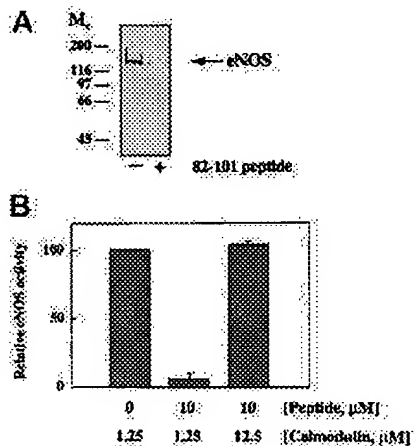 A
Mr
200
116
97
66
45
eNOS
− +
82-101 peptide
B
Relative eNOS activity
100
50
0
0 10 10 [Peptide, μM]
1.25 1.25 12.5 [Calmodulin, μM]